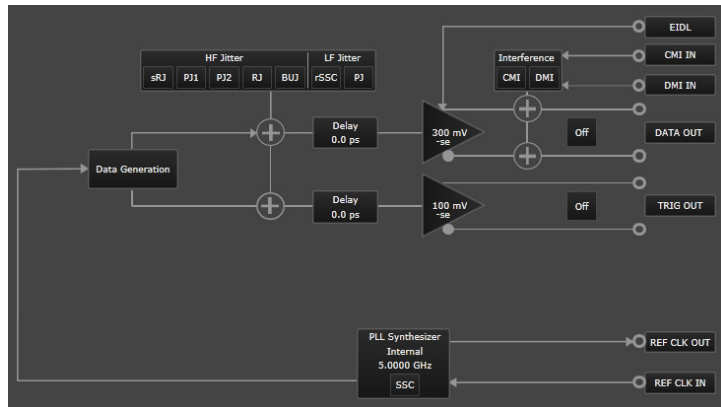 EIDL
HF Jitter LF Jitter
Interference
CMI IN
sRJ PJ1 PJ2 RJ BUJ rSSC PJ
CMI DMI
DMI IN
Delay
0.0 ps
300 mV
-se
Off
DATA OUT
Data Generation
Delay
0.0 ps
100 mV
-se
Off
TRIG OUT
PLL Synthesizer
Internal
5.0000 GHz
SSC
REF CLK OUT
REF CLK IN